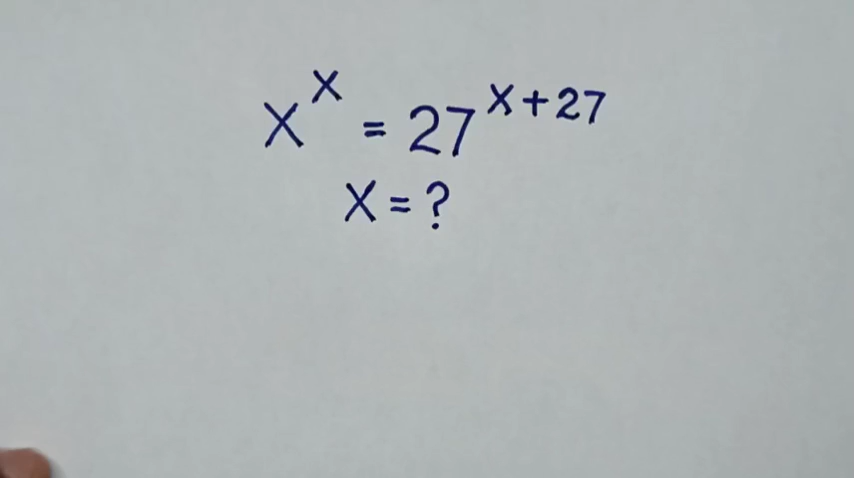 x^x = 27^(x+27)
x = ?